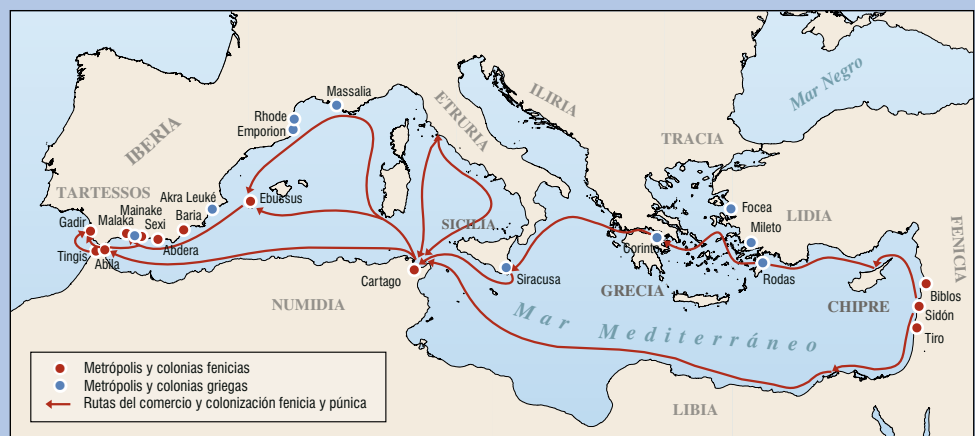 Mar Negro
Massalia
ETRURIA
ILIRIA
Rhode
Emporion
IBERIA
TRACIA
TARTESSOS
Akra Leuké
Ebussus
Mainake
Malaka
Sexi
Baria
Gadir
Abdera
Tingis
Abila
SICILIA
Focea
LIDIA
Mileto
FENICIA
Corinto
Cartago
Siracusa
Rodas
GRECIA
CHIPRE
NUMIDIA
Biblos
Sidón
Tiro
Mar Mediterráneo
LIBIA
Metrópolis y colonias fenicias
Metrópolis y colonias griegas
Rutas del comercio y colonización fenicia y púnica